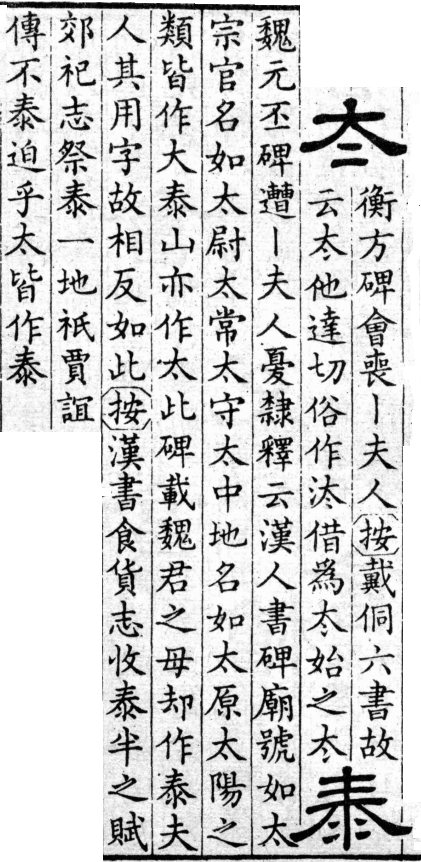 夳
衡方碑會喪丨夫人按戴侗六書故
云夳他達切俗作借爲夳始之夳
泰
魏元丕碑遭丨夫人憂隸釋云漢人書碑廟號如太
宗官名如太尉太常太守太中地名如太原太陽之
類皆作大泰山亦作太此碑載魏君之母却作泰夫
人其用字故相反如此按漢書食貨志收泰半之賦
郊祀志祭泰一地祇賈誼
傳不泰迫乎太皆作泰